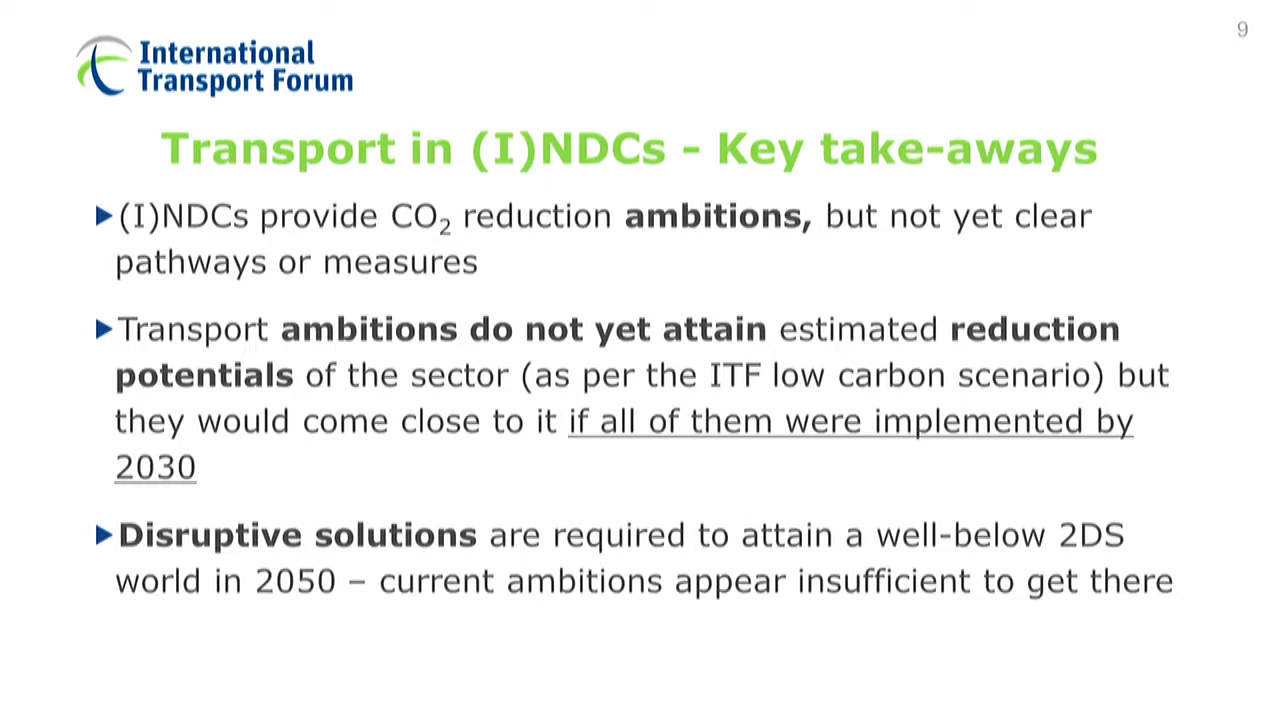 9
International
Transport Forum
Transport in (I)NDCs - Key take-aways
(I)NDCs provide CO₂ reduction ambitions, but not yet clear
pathways or measures
Transport ambitions do not yet attain estimated reduction
potentials of the sector (as per the ITF low carbon scenario) but
they would come close to it if all of them were implemented by
2030
Disruptive solutions are required to attain a well-below 2DS
world in 2050 – current ambitions appear insufficient to get there